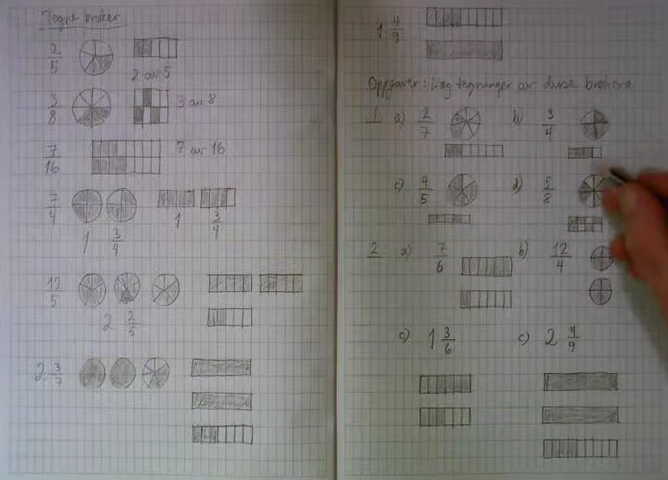 Tegne brøker
2/5
2 av 5
3/8
3 av 8
7/16
7 av 16
7/4
1 3/4
1 3/4
12/5
2 2/5
2 3/7
1 4/9
Oppgaver: Lag tegninger av disse brøkene
1 a) 2/7 b) 3/4
c) 4/5 d) 5/8
2 a) 7/6 b) 12/4
c) 1 3/6 c) 2 4/9